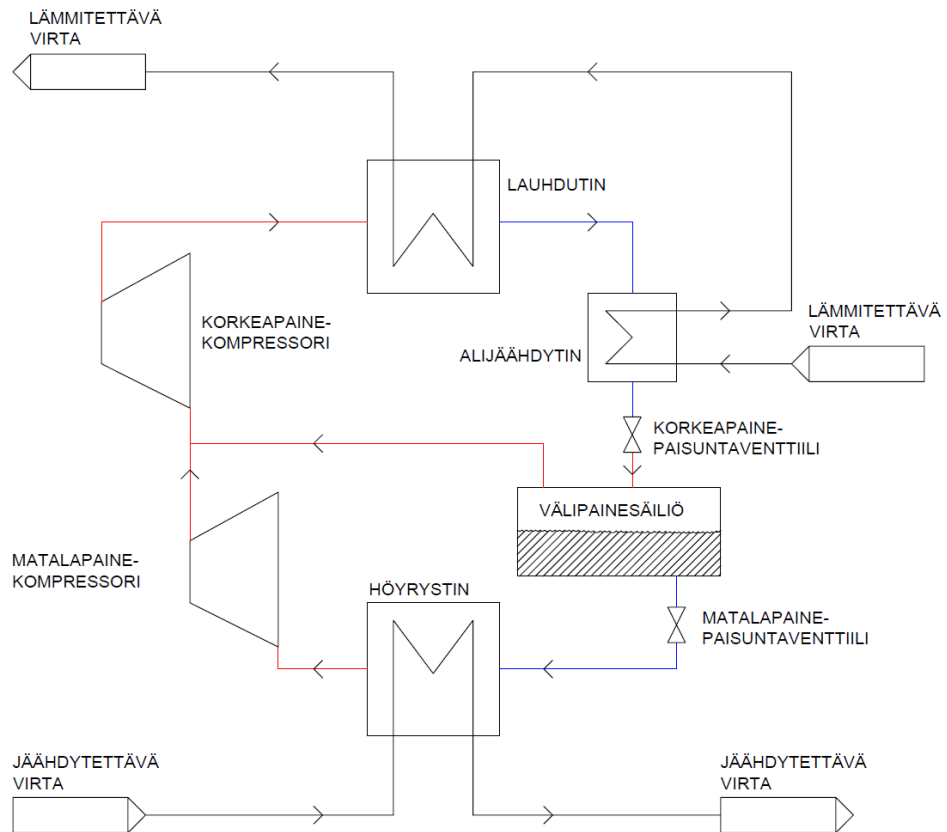 LÄMMITETTÄVÄ
VIRTA
LAUHDUTIN
KORKEAPAINE-
KOMPRESSORI
ALIJÄÄHDYTIN
LÄMMITETTÄVÄ
VIRTA
KORKEAPAINE-
PAISUNTAVENTTIILI
VÄLIPAINESÄILIÖ
MATALAPAINE-
KOMPRESSORI
HÖYRYSTIN
MATALAPAINE-
PAISUNTAVENTTIILI
JÄÄHDYTETTÄVÄ
VIRTA
JÄÄHDYTETTÄVÄ
VIRTA